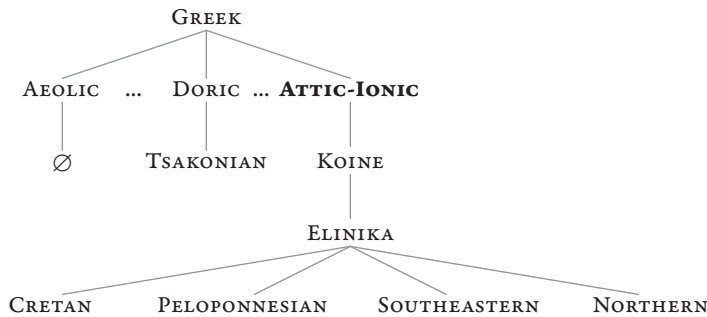 Greek
Aeolic ... Doric ... Attic-Ionic
∅ Tsakonian Koine
Elinika
Cretan Peloponnesian Southeastern Northern